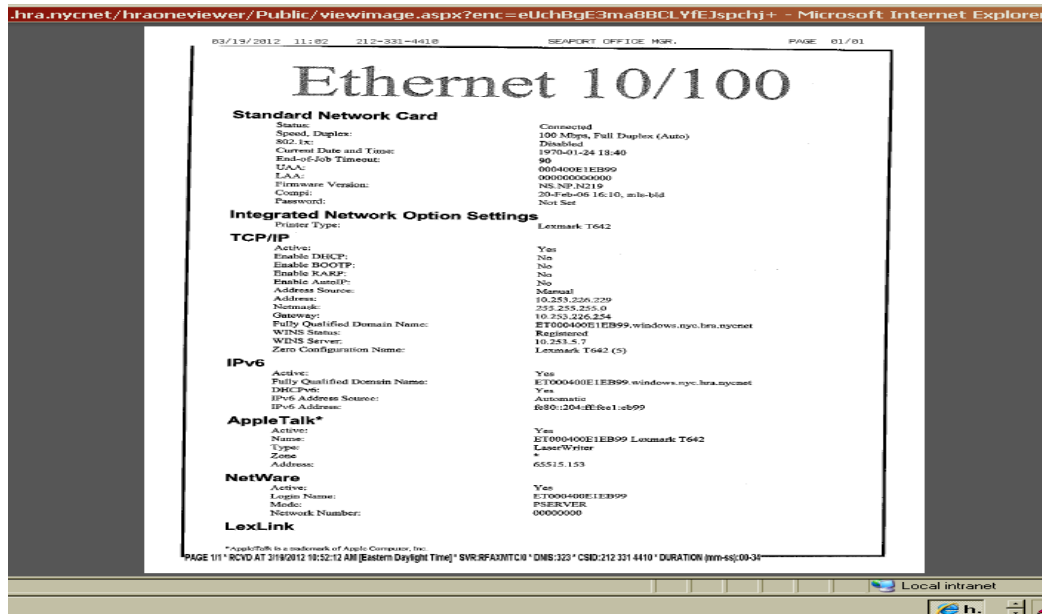 .hra.nycnet/hraoneviewer/Public/viewimage.aspx?enc=eUchBgE3ma8BCLYfEJspchj+ - Microsoft Internet Explorer
03/19/2012 11:02 212-331-4410 SEAPORT OFFICE MGR. PAGE 01/01
Ethernet 10/100
Standard Network Card
Status: Connected
Speed, Duplex: 100 Mbps, Full Duplex (Auto)
802.1x: Disabled
Current Date and Time: 1970-01-24 18:40
End-of-Job Timeout: 90
UAA: 000400E1EB99
LAA: 000000000000
Firmware Version: NS.NP.N219
Compi: 20-Feb-06 16:10, mls-bld
Password: Not Set
Integrated Network Option Settings
Printer Type: Lexmark T642
TCP/IP
Active: Yes
Enable DHCP: No
Enable BOOTP: No
Enable RARP: No
Enable AutoIP: No
Address Source: Manual
Address: 10.253.226.229
Netmask: 255.255.255.0
Gateway: 10.253.226.254
Fully Qualified Domain Name: ET000400E1EB99.windows.nyc.hra.nycnet
WINS Status: Registered
WINS Server: 10.253.5.7
Zero Configuration Name: Lexmark T642 (5)
IPv6
Active: Yes
Fully Qualified Domain Name: ET000400E1EB99.windows.nyc.hra.nycnet
DHCPv6: Yes
IPv6 Address Source: Automatic
IPv6 Address: fe80::204:ff:fee1:eb99
AppleTalk*
Active: Yes
Name: ET000400E1EB99 Lexmark T642
Type: LaserWriter
Zone *
Address: 65515.153
NetWare
Active: Yes
Login Name: ET000400E1EB99
Mode: PSERVER
Network Number: 00000000
LexLink
*AppleTalk is a trademark of Apple Computer, Inc.
PAGE 1/1 * RCVD AT 3/19/2012 10:52:12 AM [Eastern Daylight Time] * SVR:RFAXMTCI/0 * DNIS:323 * CSID:212 331 4410 * DURATION (mm-ss):00-34
Local intranet
h.